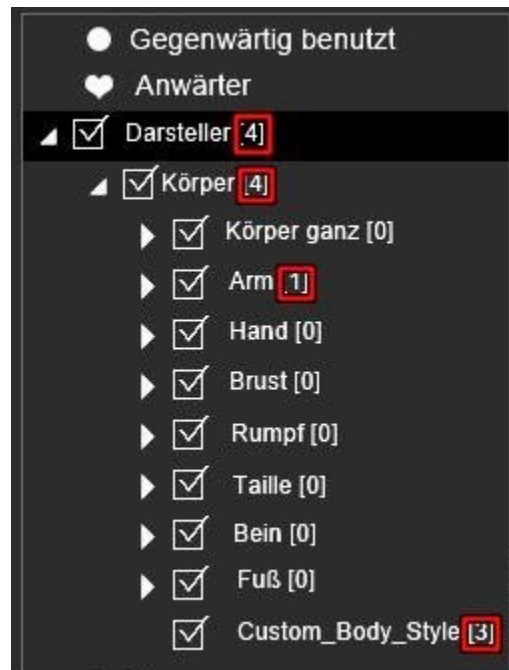 Gegenwärtig benutzt
Anwärter
Darsteller [4]
Körper [4]
Körper ganz [0]
Arm [1]
Hand [0]
Brust [0]
Rumpf [0]
Taille [0]
Bein [0]
Fuß [0]
Custom_Body_Style [3]